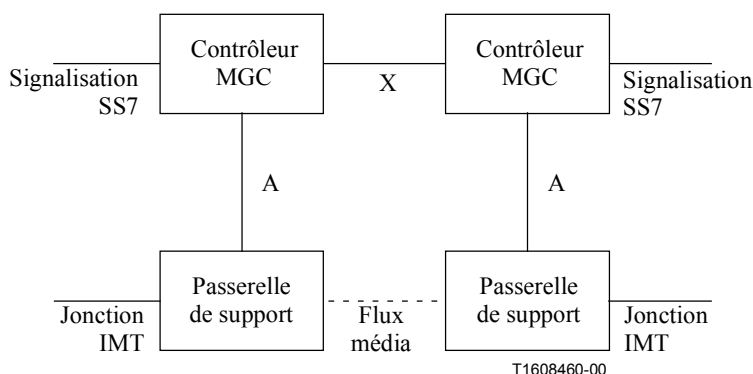 Contrôleur
MGC
Contrôleur
MGC
Signalisation
SS7
X
Signalisation
SS7
A
A
Passerelle
de support
Passerelle
de support
Jonction
IMT
Flux
média
Jonction
IMT
T1608460-00